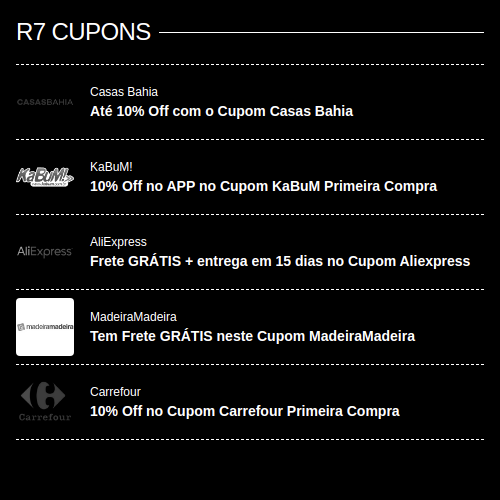 R7 CUPONS
CASASBAHIA
Casas Bahia
Até 10% Off com o Cupom Casas Bahia
KaBuM!
KaBuM!
10% Off no APP no Cupom KaBuM Primeira Compra
AliExpress
AliExpress
Frete GRÁTIS + entrega em 15 dias no Cupom Aliexpress
madeiramadeira
MadeiraMadeira
Tem Frete GRÁTIS neste Cupom MadeiraMadeira
Carrefour
Carrefour
10% Off no Cupom Carrefour Primeira Compra